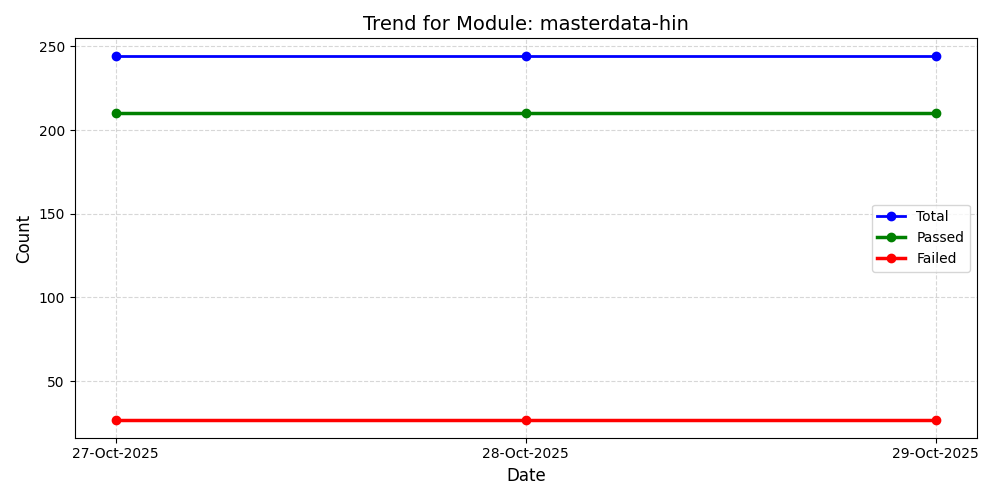 Trend for Module: masterdata-hin
250
200
150
100
50
Count
Total
Passed
Failed
27-Oct-2025
28-Oct-2025
29-Oct-2025
Date